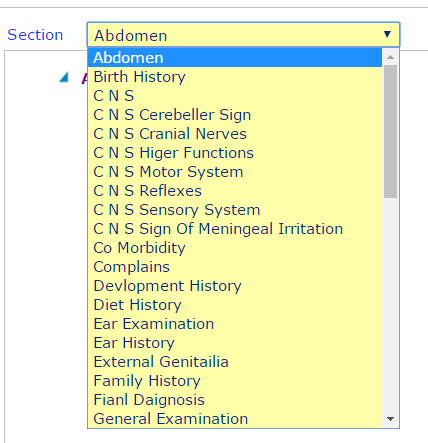 Section
Abdomen
Abdomen
Birth History
C N S
C N S Cerebeller Sign
C N S Cranial Nerves
C N S Higer Functions
C N S Motor System
C N S Reflexes
C N S Sensory System
C N S Sign Of Meningeal Irritation
Co Morbidity
Complains
Devlopment History
Diet History
Ear Examination
Ear History
External Genitailia
Family History
Fianl Daignosis
General Examination